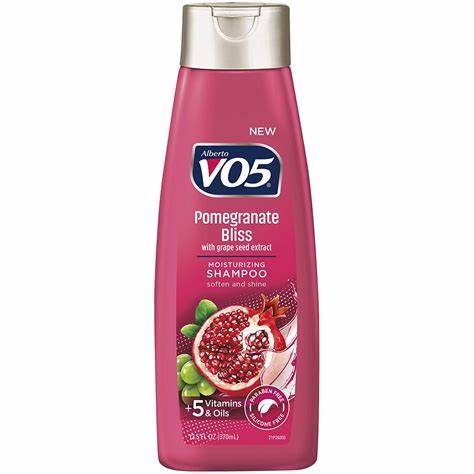 NEW
Alberto
VO5®
Pomegranate
Bliss
with grape seed extract
MOISTURIZING
SHAMPOO
soften and shine
+5 Vitamins
& Oils
PARABEN FREE
SILICONE FREE
12.5 FL OZ (370mL)